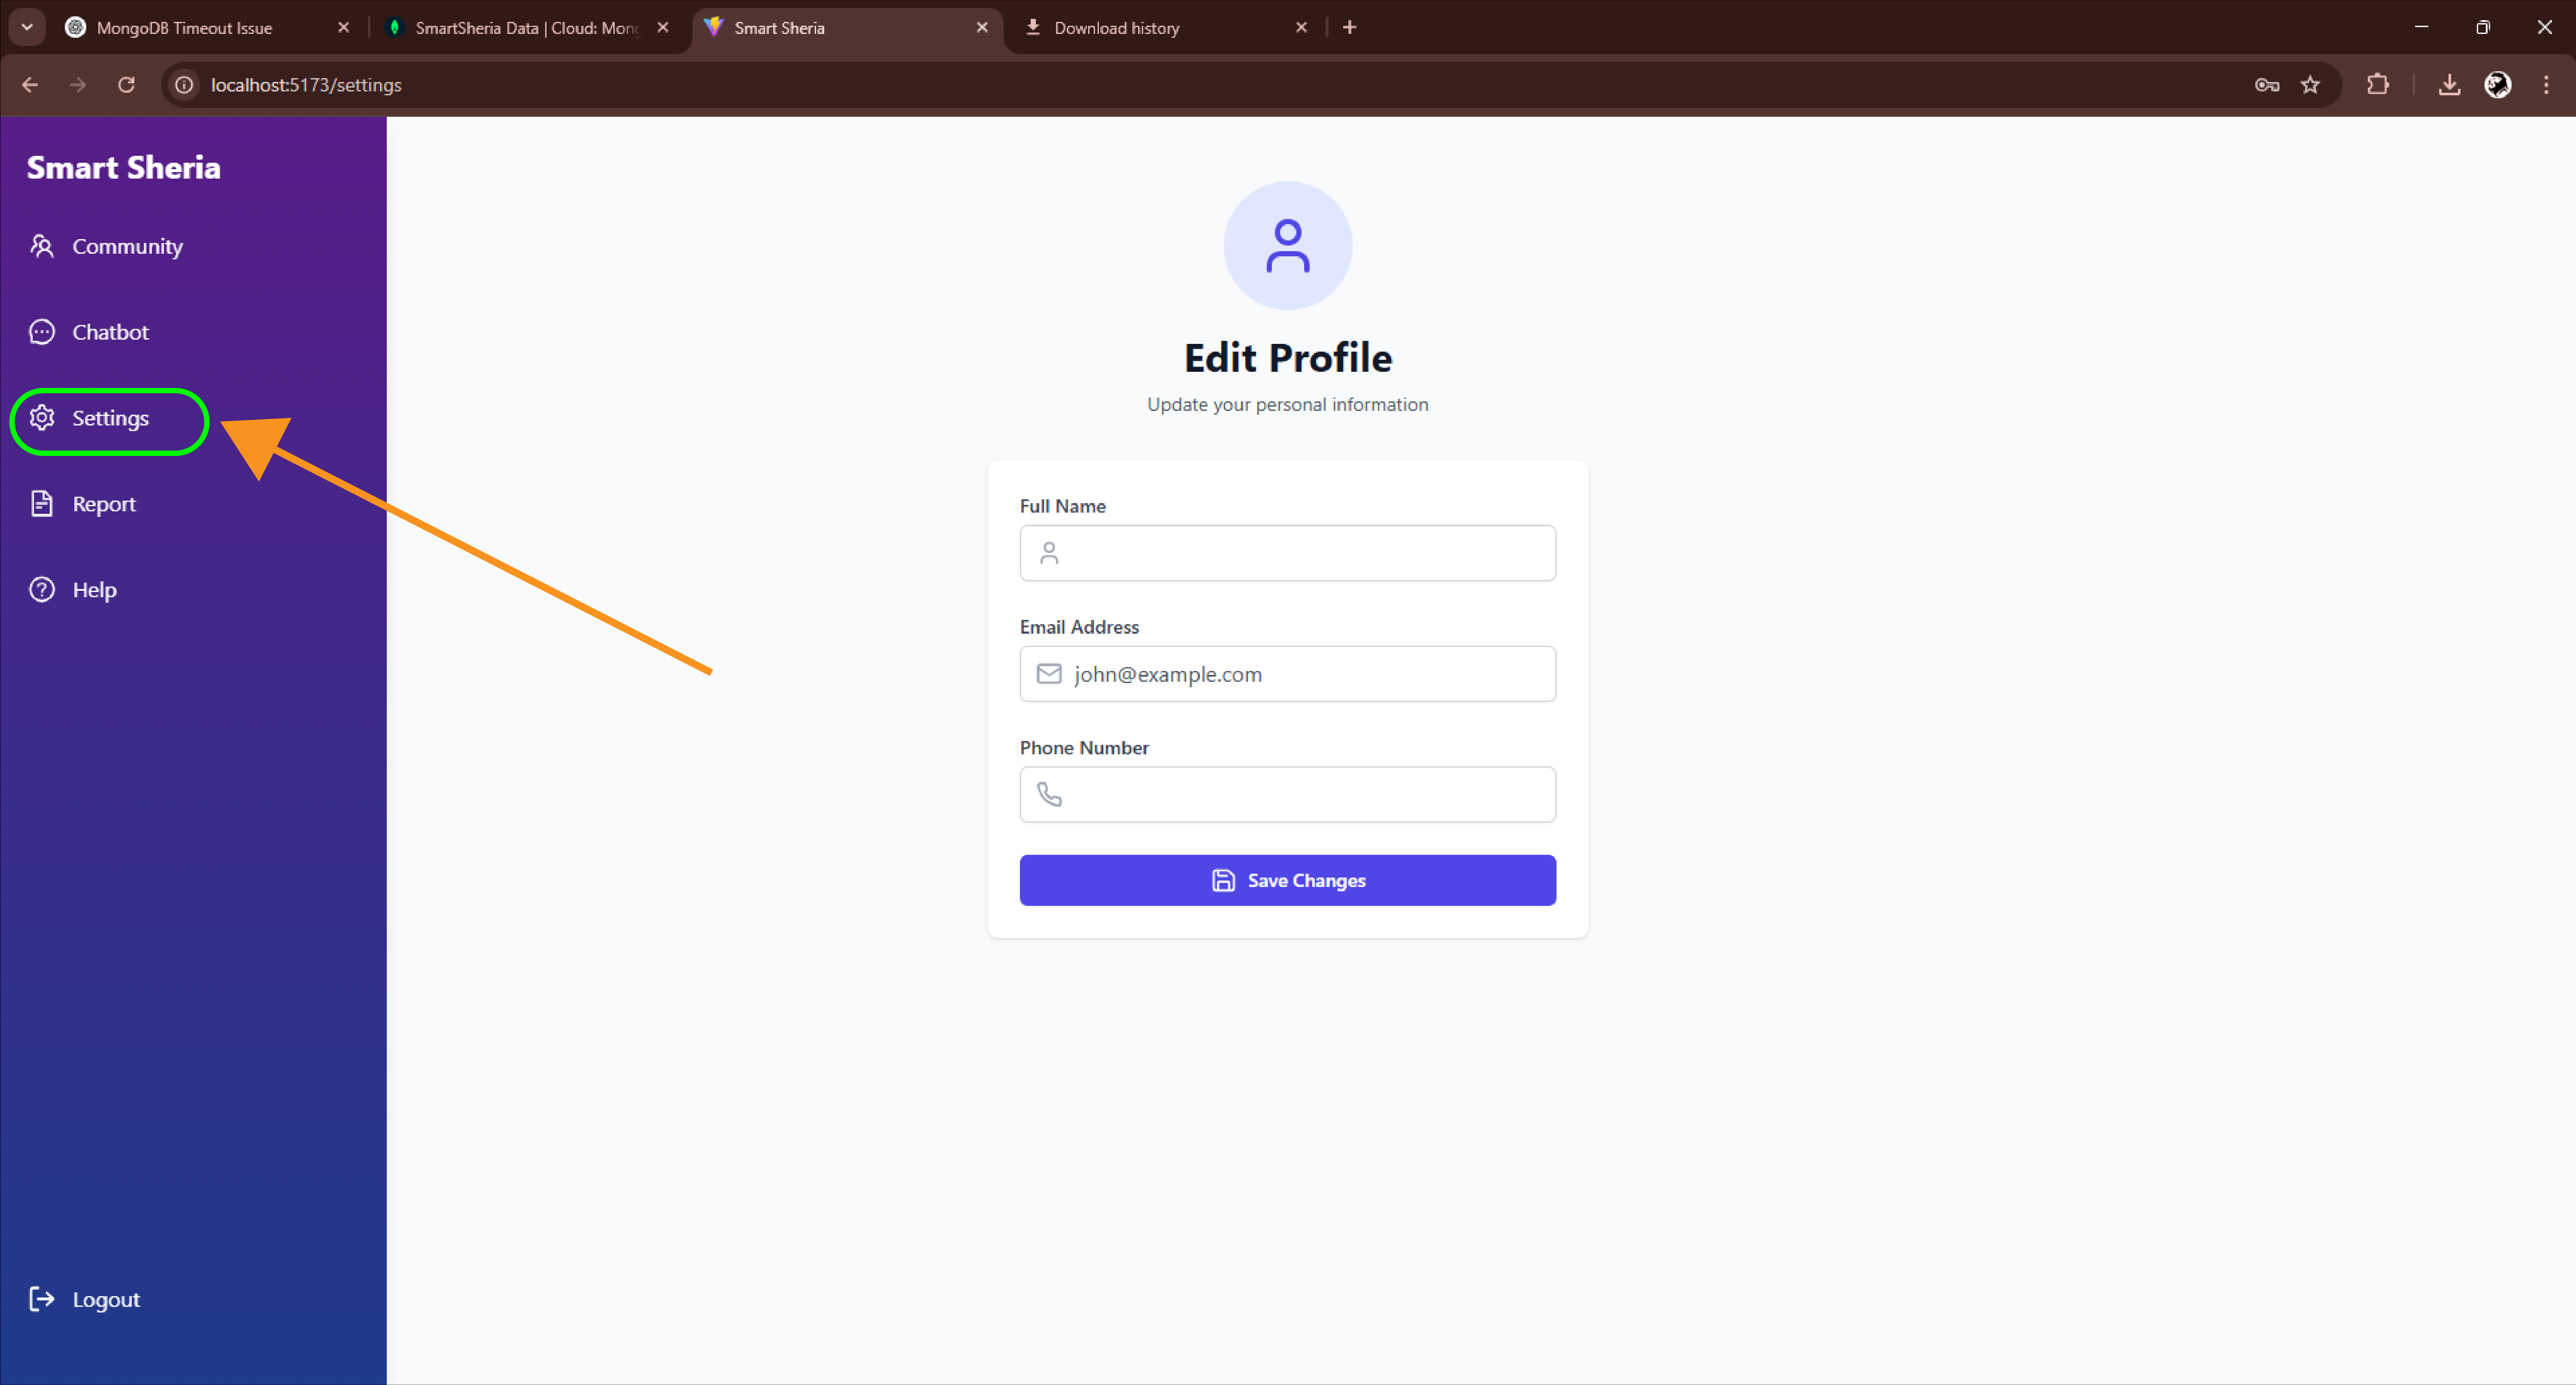 MongoDB Timeout Issue
SmartSheria Data | Cloud: Mon
Smart Sheria
Download history
localhost:5173/settings
Smart Sheria
Community
Chatbot
Settings
Report
Help
Logout
Edit Profile
Update your personal information
Full Name
Email Address
john@example.com
Phone Number
Save Changes